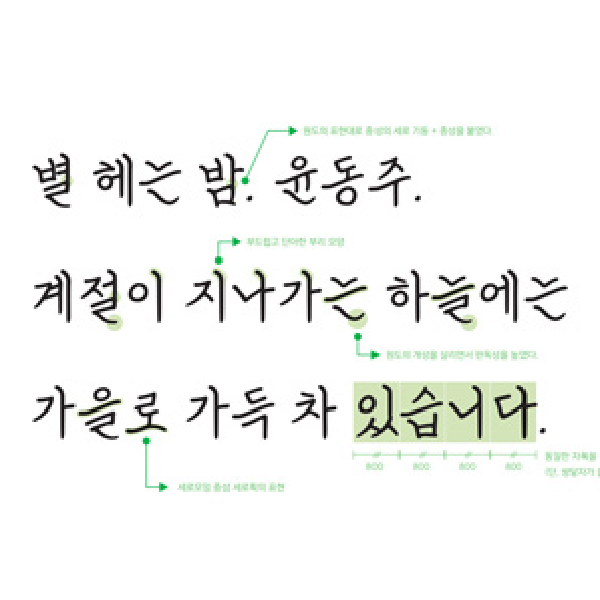 원도의 표현대로 중성의 세로 기둥 + 종성을 붙였다.
별 헤는 밤. 윤동주.
부드럽고 단아한 부리 모양
계절이 지나가는 하늘에는
원도의 개성을 살리면서 판독성을 높였다.
가을로 가득 차 있습니다.
800 800 800 800
동일한 자폭을
(단, 쌍닿자가
세로모임 중성 세로획의 표현